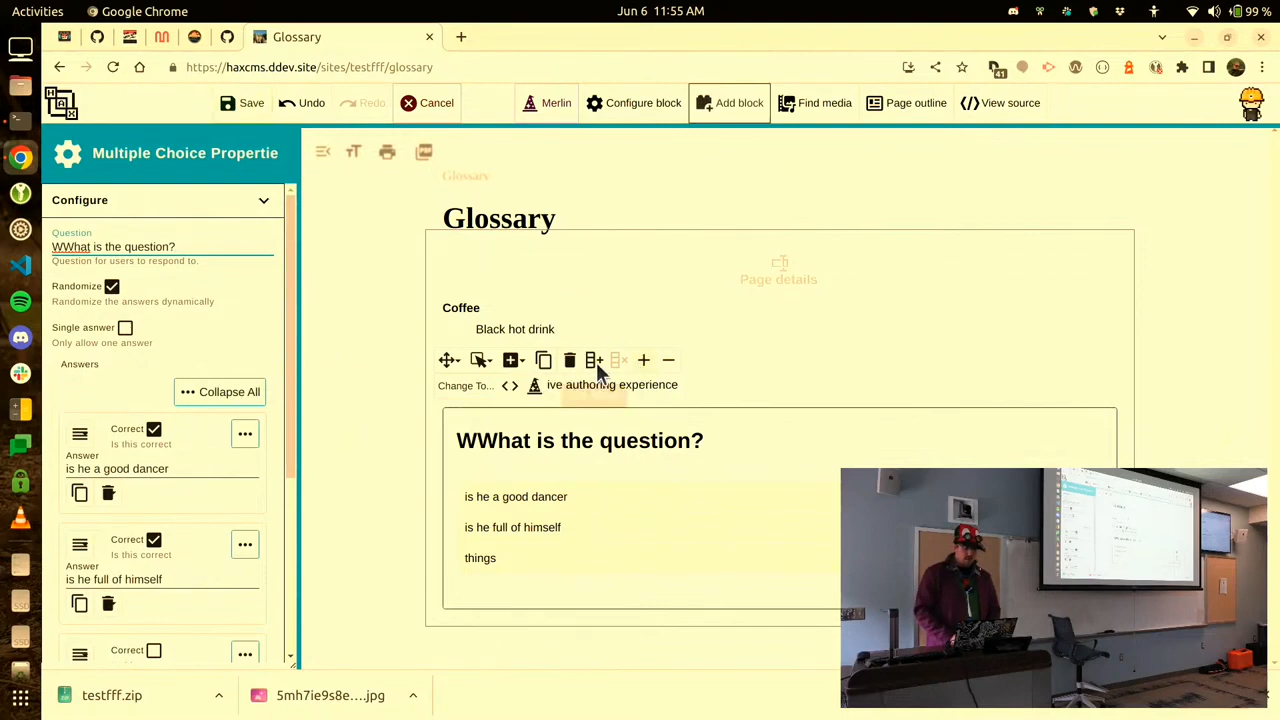 Activities
Google Chrome
Jun 6 11:55 AM
99 %
Glossary
https://haxcms.ddev.site/sites/testfff/glossary
41
Save
Undo
Redo
Cancel
Merlin
Configure block
Add block
Find media
Page outline
View source
Multiple Choice Propertie
Configure
Question
WWhat is the question?
Question for users to respond to.
Randomize
Randomize the answers dynamically
Single asnwer
Only allow one answer
Answers
Collapse All
Correct
Is this correct
Answer
is he a good dancer
Correct
Is this correct
Answer
is he full of himself
Correct
Glossary
Glossary
Page details
Coffee
Black hot drink
Change To...
ive authoring experience
WWhat is the question?
is he a good dancer
is he full of himself
things
testfff.zip
5mh7ie9s8e....jpg